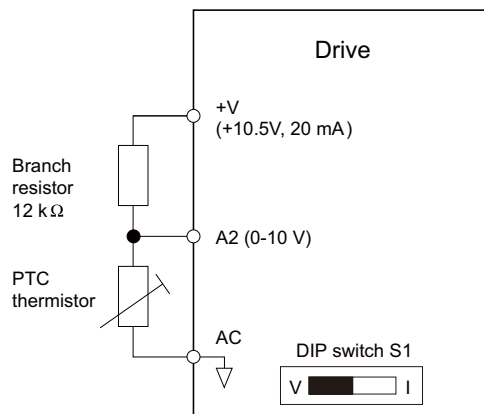 Drive
+V
(+10.5V, 20 mA)
Branch
resistor
12 kΩ
A2 (0-10 V)
PTC
thermistor
AC
DIP switch S1
V I